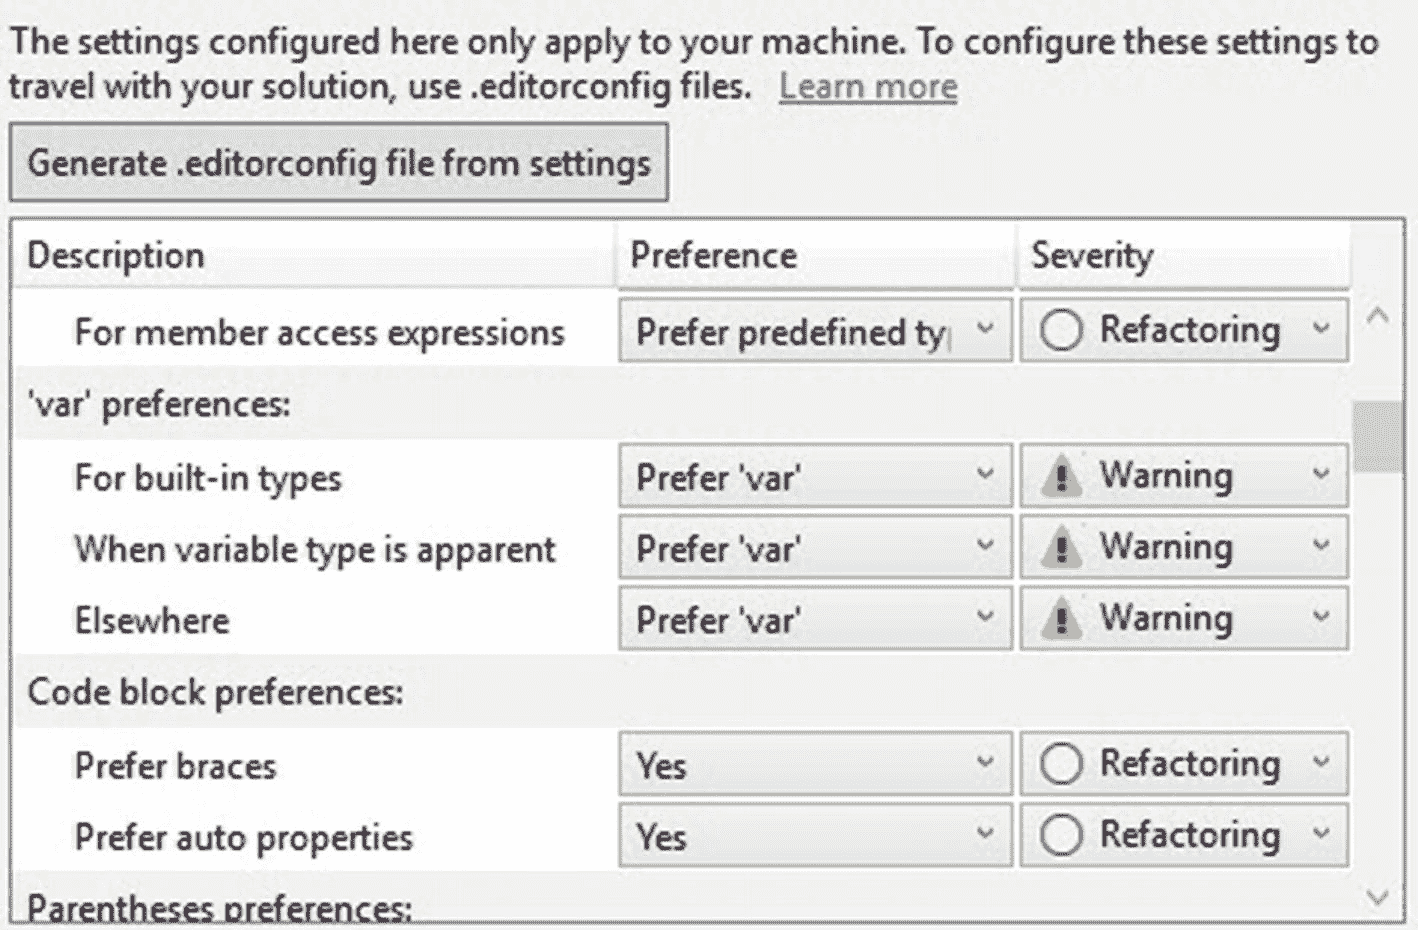 The settings configured here only apply to your machine. To configure these settings to
travel with your solution, use .editorconfig files. Learn more
Generate .editorconfig file from settings
Description Preference Severity
For member access expressions Prefer predefined ty Refactoring
'var' preferences:
For built-in types Prefer 'var' Warning
When variable type is apparent Prefer 'var' Warning
Elsewhere Prefer 'var' Warning
Code block preferences:
Prefer braces Yes Refactoring
Prefer auto properties Yes Refactoring
Parentheses preferences: